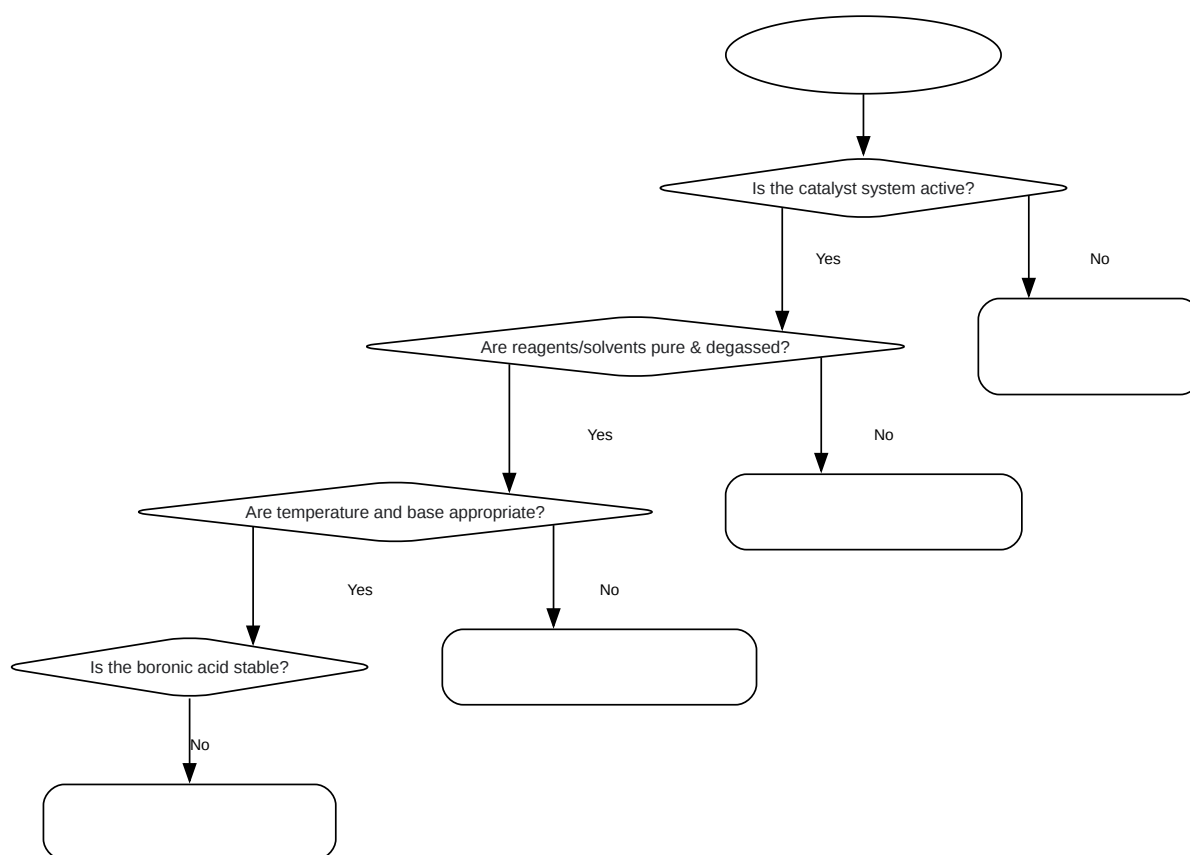 Is the catalyst system active?
Yes
No
Are reagents/solvents pure & degassed?
Yes
No
Are temperature and base appropriate?
Yes
No
Is the boronic acid stable?
No